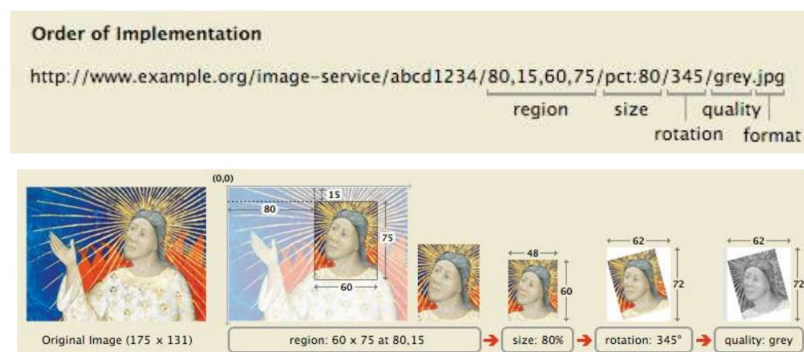 Order of Implementation
http://www.example.org/image-service/abcd1234/80,15,60,75/pct:80/345/grey.jpg
region size quality
rotation format
(0,0)
15
80
75
60
48
60
62
72
62
72
Original Image (175 x 131) region: 60 x 75 at 80,15 size: 80% rotation: 345° quality: grey